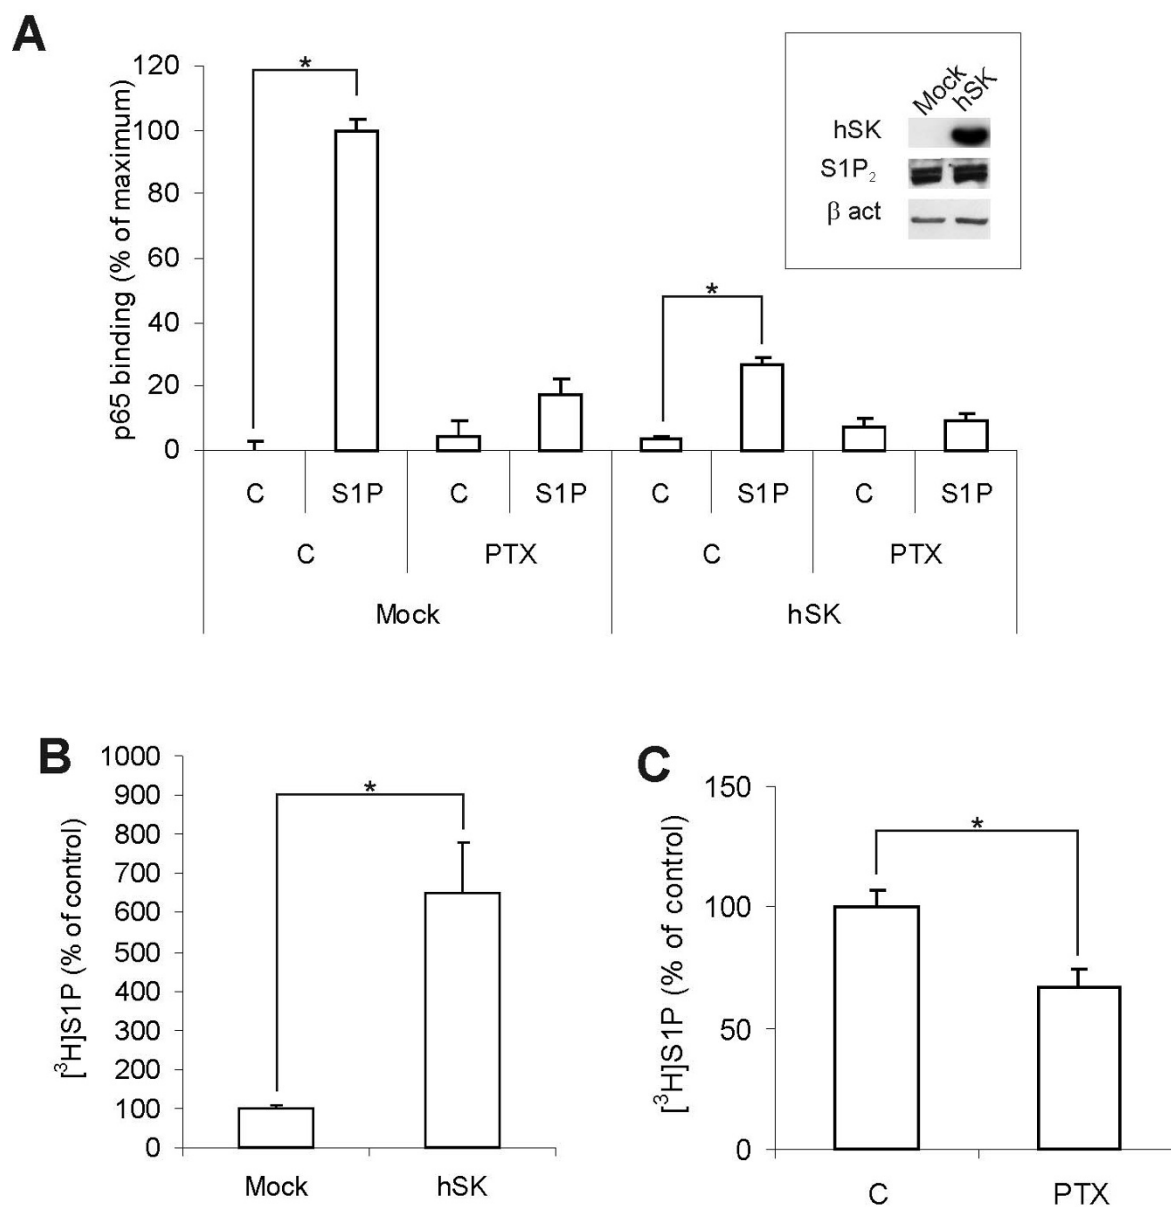 A
p65 binding (% of maximum)
120
100
80
60
40
20
0
*
*
Mock
hSK
hSK
S1P₂
β act
C
S1P
C
S1P
C
S1P
C
S1P
C
PTX
C
PTX
Mock
hSK
B
[³H]S1P (% of control)
1000
900
800
700
600
500
400
300
200
100
0
*
Mock
hSK
C
[³H]S1P (% of control)
150
100
50
0
*
C
PTX